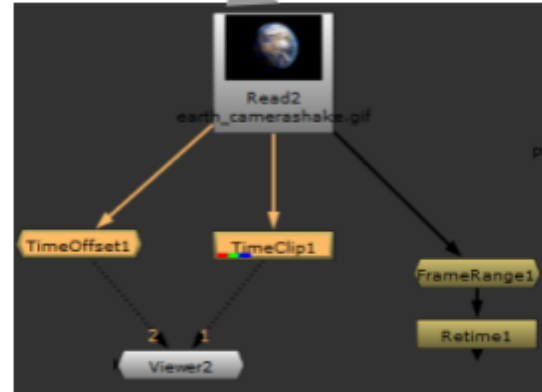 Read2
earth_camerashake.gif
TimeOffset1
TimeClip1
FrameRange1
2
1
Retime1
Viewer2